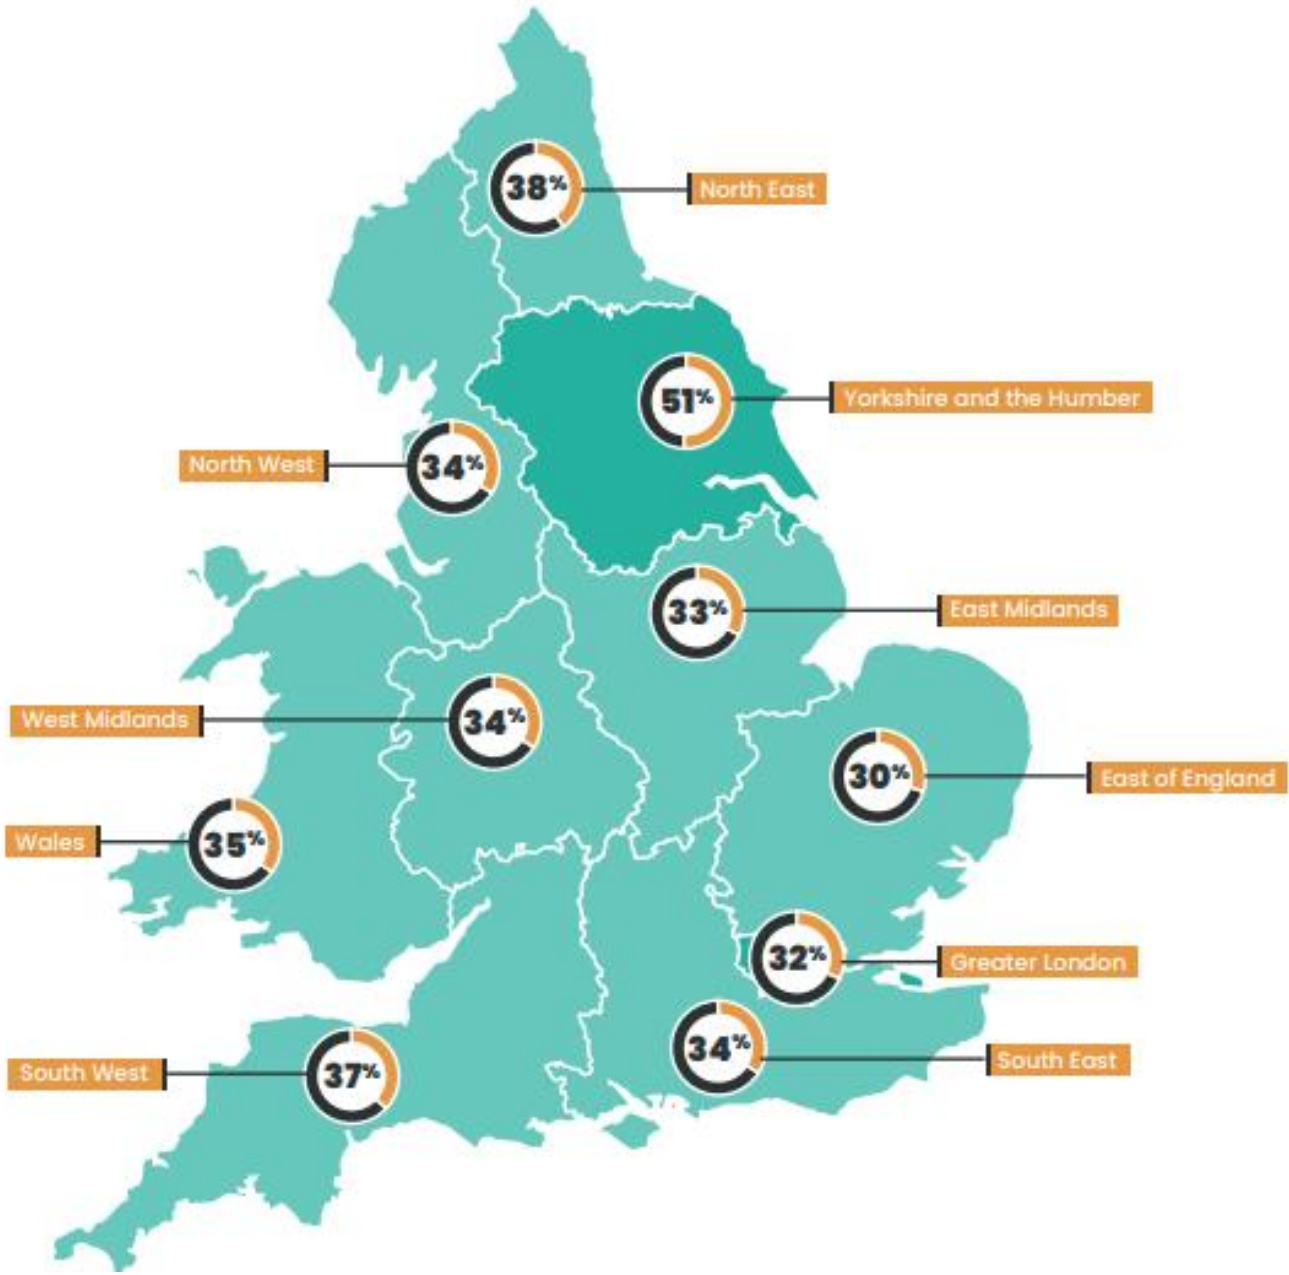 38%
North East
51%
Yorkshire and the Humber
North West
34%
33%
East Midlands
West Midlands
34%
30%
East of England
Wales
35%
32%
Greater London
34%
South East
South West
37%